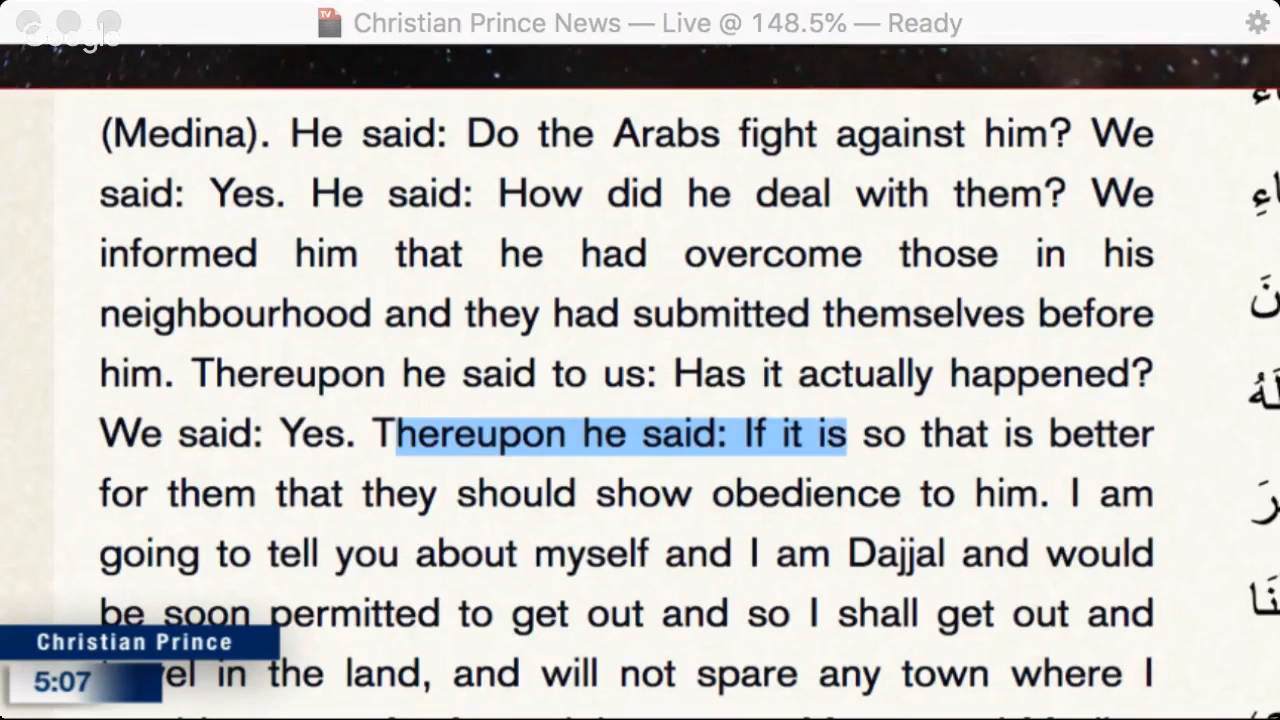 TV
Christian Prince News — Live @ 148.5% — Ready
Google
(Medina). He said: Do the Arabs fight against him? We
said: Yes. He said: How did he deal with them? We
informed him that he had overcome those in his
neighbourhood and they had submitted themselves before
him. Thereupon he said to us: Has it actually happened?
We said: Yes. Thereupon he said: If it is so that is better
for them that they should show obedience to him. I am
going to tell you about myself and I am Dajjal and would
be soon permitted to get out and so I shall get out and
in the land, and will not spare any town where I
Christian Prince
5:07